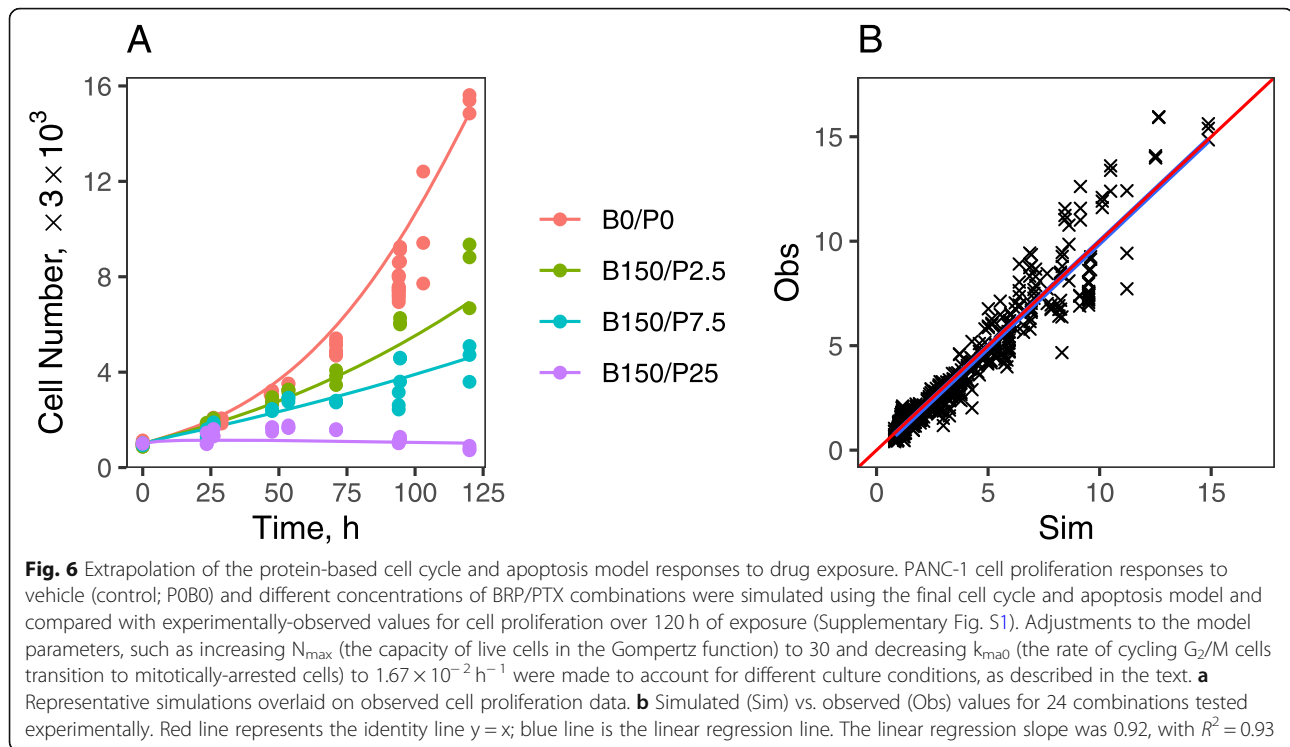 A
B
16
12
8
4
0
Cell Number, ×3×10³
0 25 50 75 100 125
Time, h
B0/P0
B150/P2.5
B150/P7.5
B150/P25
15
10
5
0
Obs
0 5 10 15
Sim
Fig. 6 Extrapolation of the protein-based cell cycle and apoptosis model responses to drug exposure. PANC-1 cell proliferation responses to
vehicle (control; P0B0) and different concentrations of BRP/PTX combinations were simulated using the final cell cycle and apoptosis model and
compared with experimentally-observed values for cell proliferation over 120 h of exposure (Supplementary Fig. S1). Adjustments to the model
parameters, such as increasing Nmax (the capacity of live cells in the Gompertz function) to 30 and decreasing kma0 (the rate of cycling G₂/M cells
transition to mitotically-arrested cells) to 1.67 × 10⁻² h⁻¹ were made to account for different culture conditions, as described in the text. a
Representative simulations overlaid on observed cell proliferation data. b Simulated (Sim) vs. observed (Obs) values for 24 combinations tested
experimentally. Red line represents the identity line y = x; blue line is the linear regression line. The linear regression slope was 0.92, with R² = 0.93